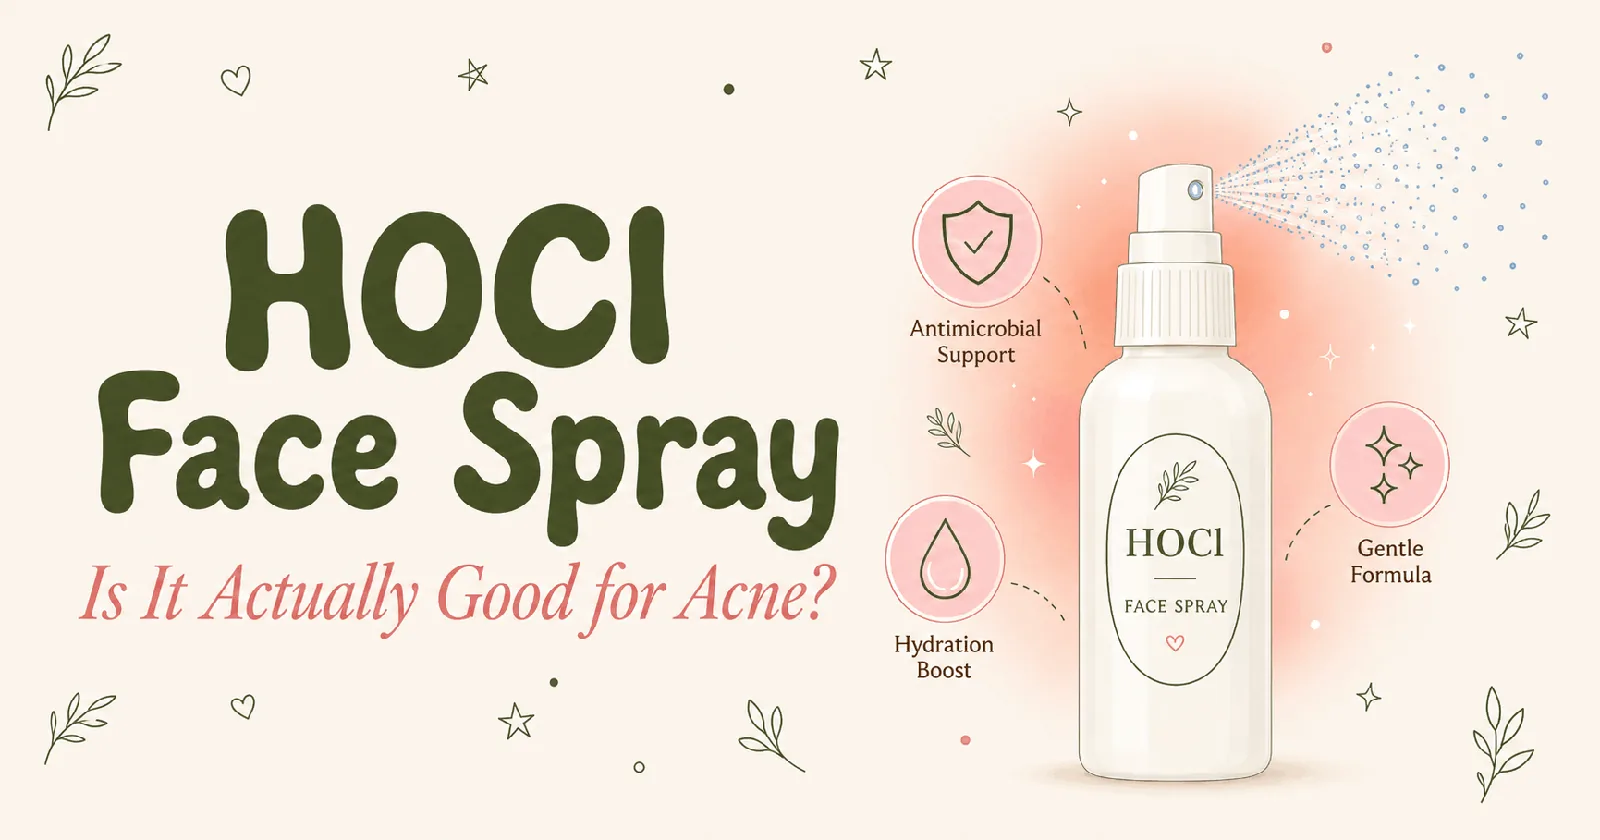 HOCl
Face Spray
Is It Actually Good for Acne?
Antimicrobial
Support
Hydration
Boost
Gentle
Formula
HOCl
FACE SPRAY